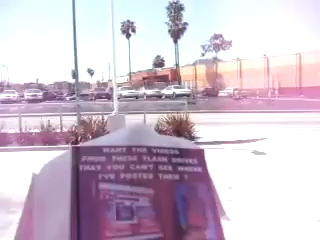 WANT THE VIDEOS
FROM THESE FLASH DRIVES
THAT YOU CAN'T SEE WHERE
I'VE POSTED THEM ?